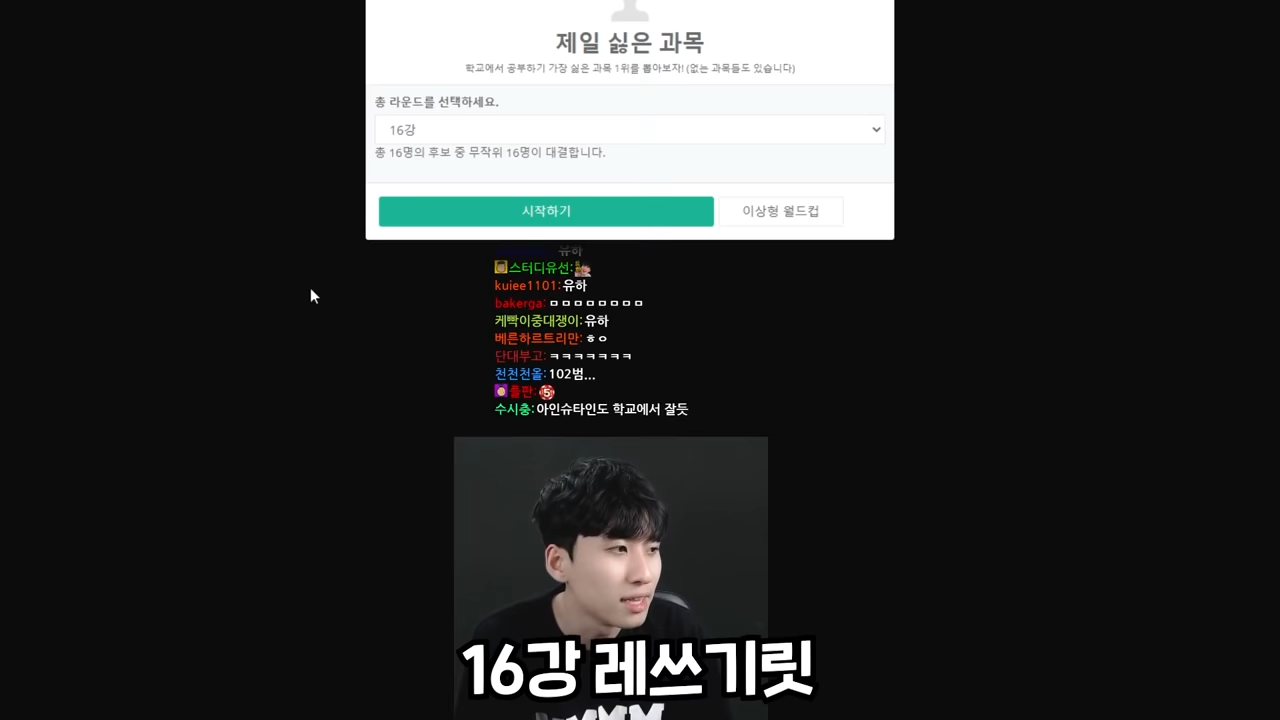 제일 싫은 과목
학교에서 공부하기 가장 싫은 과목 1위를 뽑아보자! (없는 과목들도 있습니다)
총 라운드를 선택하세요.
16강
총 16명의 후보 중 무작위 16명이 대결합니다.
시작하기 이상형 월드컵
유하
스터디유선:
kuiee1101: 유하
bakerga: ㅁㅁㅁㅁㅁㅁㅁㅁ
케빡이중대쟁이: 유하
베른하르트리만: ㅎㅇ
단대부고: ㅋㅋㅋㅋㅋㅋㅋ
천천천올: 102범...
플판: 5
수시충: 아인슈타인도 학교에서 잘듯
16강 레쓰기릿